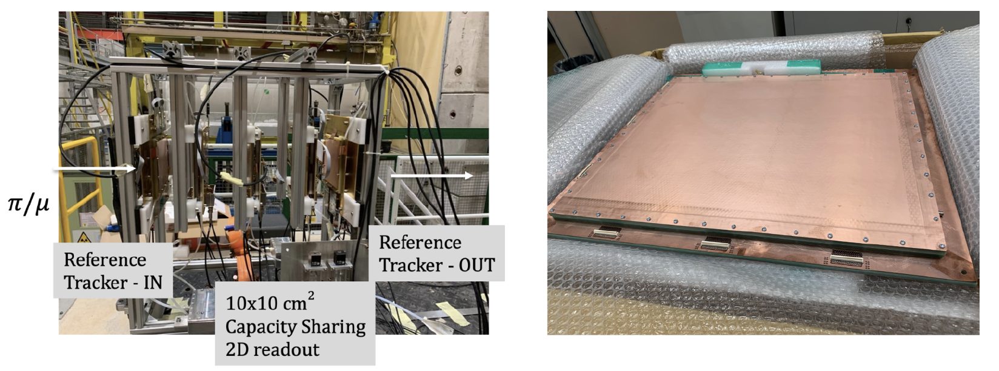 π/μ
Reference
Tracker - IN
10x10 cm²
Capacity Sharing
2D readout
Reference
Tracker - OUT